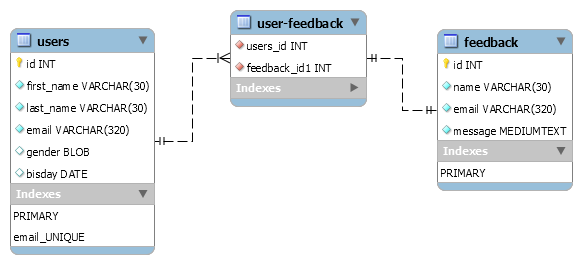 users
id INT
first_name VARCHAR(30)
last_name VARCHAR(30)
email VARCHAR(320)
gender BLOB
bisday DATE
Indexes
PRIMARY
email_UNIQUE
user-feedback
users_id INT
feedback_id1 INT
Indexes
feedback
id INT
name VARCHAR(30)
email VARCHAR(320)
message MEDIUMTEXT
Indexes
PRIMARY